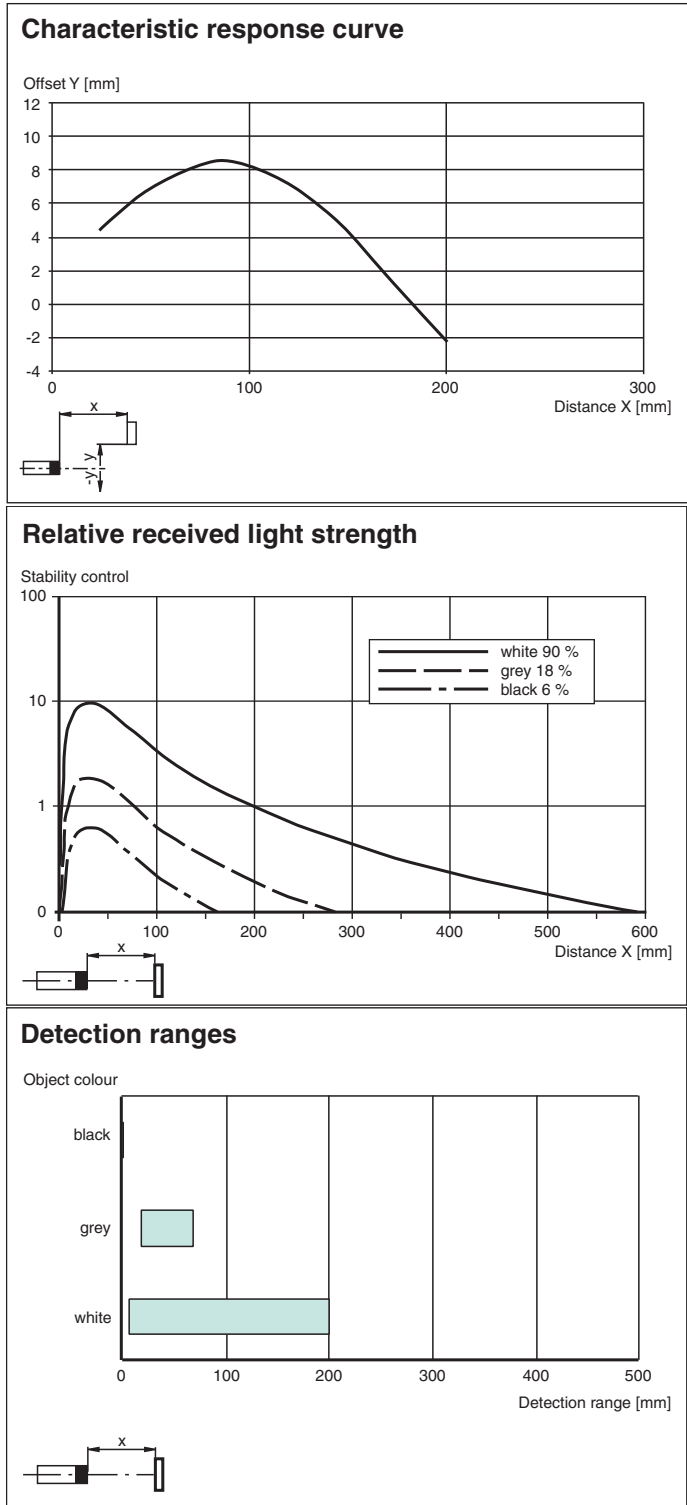 Characteristic response curve
Offset Y [mm]
12
10
8
6
4
2
0
-2
-4
0 100 200 300
Distance X [mm]
x
y
-y
Relative received light strength
Stability control
100
10
1
0
white 90 %
grey 18 %
black 6 %
0 100 200 300 400 500 600
Distance X [mm]
x
Detection ranges
Object colour
black
grey
white
0 100 200 300 400 500
Detection range [mm]
x